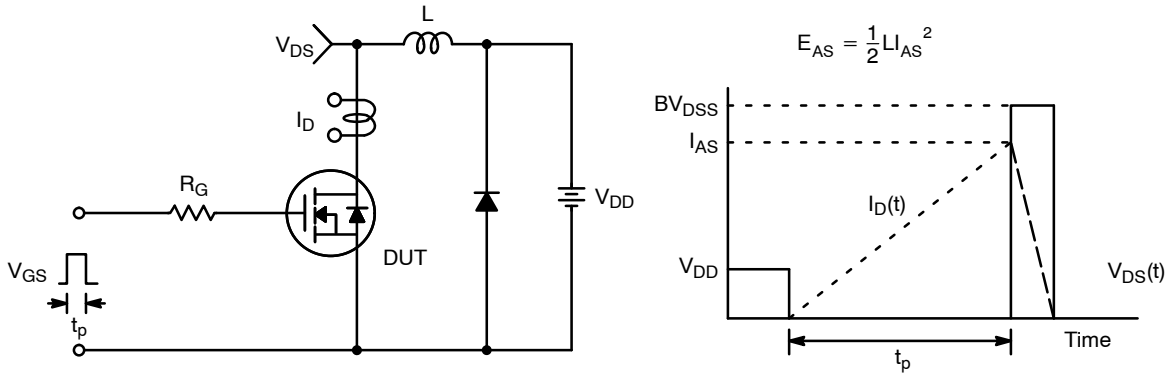 L
V_DS
I_D
R_G
V_DD
DUT
V_GS
t_p
E_AS = 1/2 LI_AS^2
BV_DSS
I_AS
I_D(t)
V_DD
V_DS(t)
Time
t_p